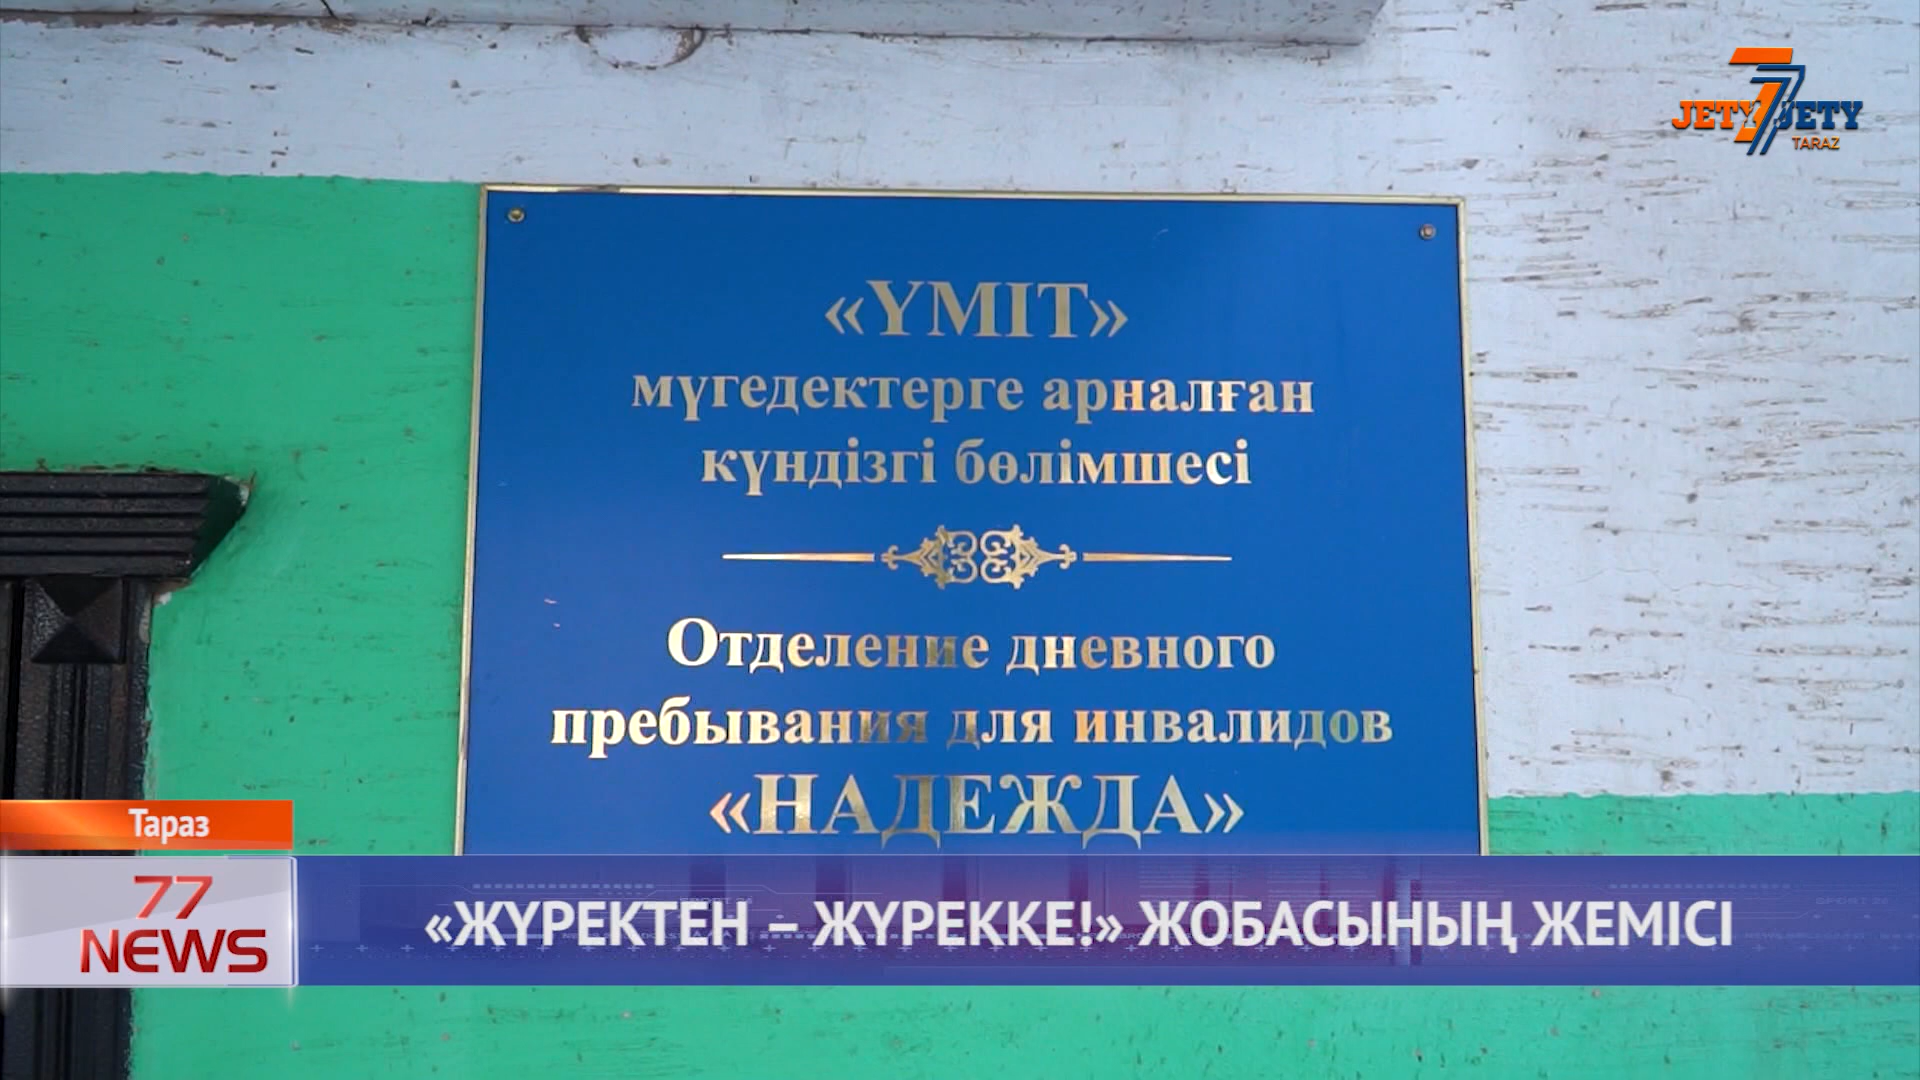 JETY JETY
TARAZ
«ҮМІТ»
мүгедектерге арналған
күндізгі бөлімшесі
Отделение дневного
пребывания для инвалидов
«НАДЕЖДА»
Тараз
77
NEWS
«ЖҮРЕКТЕН – ЖҮРЕККЕ!» ЖОБАСЫНЫҢ ЖЕМІСІ